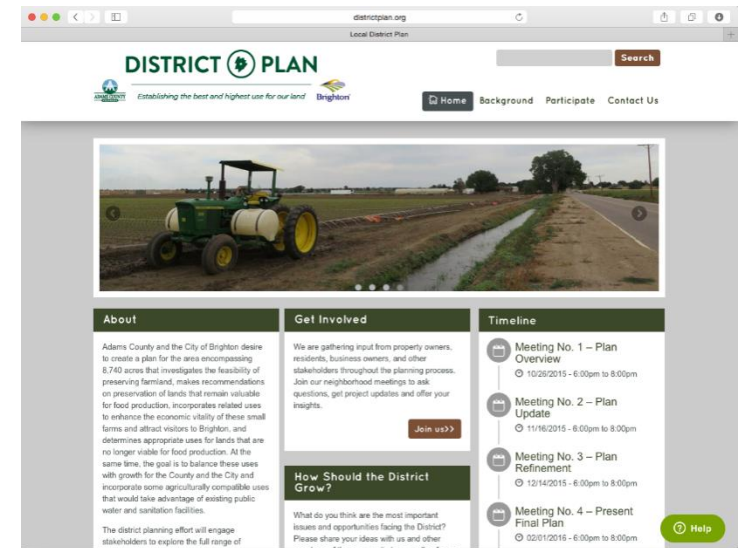 districtplan.org
Local District Plan
DISTRICT PLAN
ADAMS COUNTY
Establishing the best and highest use for our land
Brighton
Search
Home Background Participate Contact Us
About
Adams County and the City of Brighton desire
to create a plan for the area encompassing
8,740 acres that investigates the feasibility of
preserving farmland, makes recommendations
on preservation of lands that remain valuable
for food production, incorporates related uses
to enhance the economic vitality of these small
farms and attract visitors to Brighton, and
determines appropriate uses for lands that are
no longer viable for food production. At the
same time, the goal is to balance these uses
with growth for the County and the City and
incorporate some agriculturally compatible uses
that would take advantage of existing public
water and sanitation facilities.
The district planning effort will engage
stakeholders to explore the full range of
Get Involved
We are gathering input from property owners,
residents, business owners, and other
stakeholders throughout the planning process.
Join our neighborhood meetings to ask
questions, get project updates and offer your
insights.
Join us>>
How Should the District
Grow?
What do you think are the most important
issues and opportunities facing the District?
Please share your ideas with us and other
Timeline
Meeting No. 1 – Plan
Overview
10/26/2015 - 6:00pm to 8:00pm
Meeting No. 2 – Plan
Update
11/16/2015 - 6:00pm to 8:00pm
Meeting No. 3 – Plan
Refinement
12/14/2015 - 6:00pm to 8:00pm
Meeting No. 4 – Present
Final Plan
02/01/2016 - 6:00pm to 8:00pm
Help